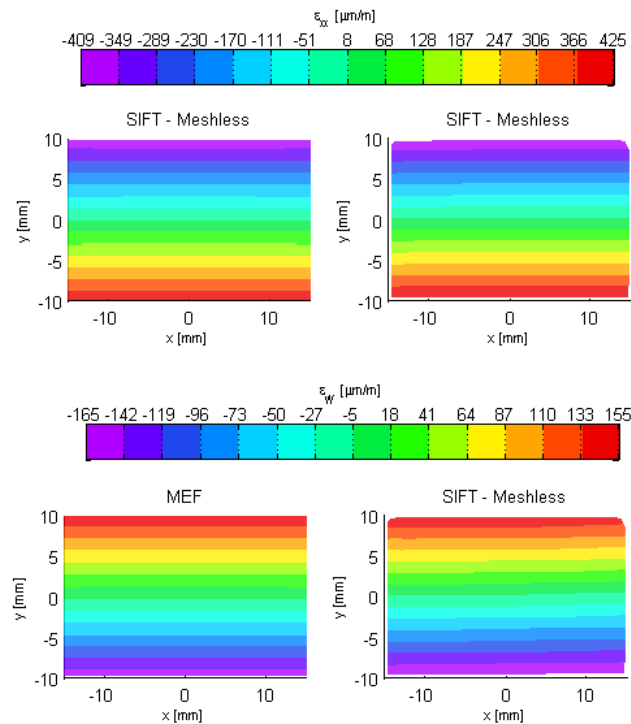 εxx [µm/m]
-409 -349 -289 -230 -170 -111 -51 8 68 128 187 247 306 366 425
SIFT - Meshless SIFT - Meshless
10 10
5 5
y [mm] 0 y [mm] 0
-5 -5
-10 -10
-10 0 10 -10 0 10
x [mm] x [mm]
εyy [µm/m]
-165 -142 -119 -96 -73 -50 -27 -5 18 41 64 87 110 133 155
MEF SIFT - Meshless
10 10
5 5
y [mm] 0 y [mm] 0
-5 -5
-10 -10
-10 0 10 -10 0 10
x [mm] x [mm]